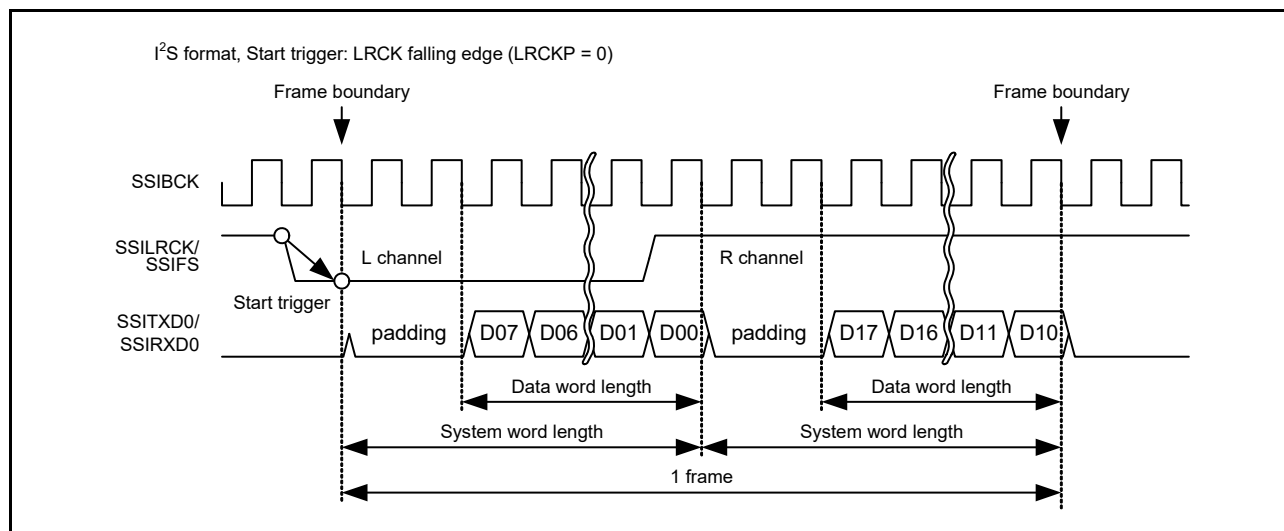 I²S format, Start trigger: LRCK falling edge (LRCKP = 0)
Frame boundary Frame boundary
SSIBCK
SSILRCK/
SSIFS
L channel R channel
Start trigger
SSITXD0/
SSIRXD0
padding D07 D06 D01 D00 padding D17 D16 D11 D10
Data word length Data word length
System word length System word length
1 frame